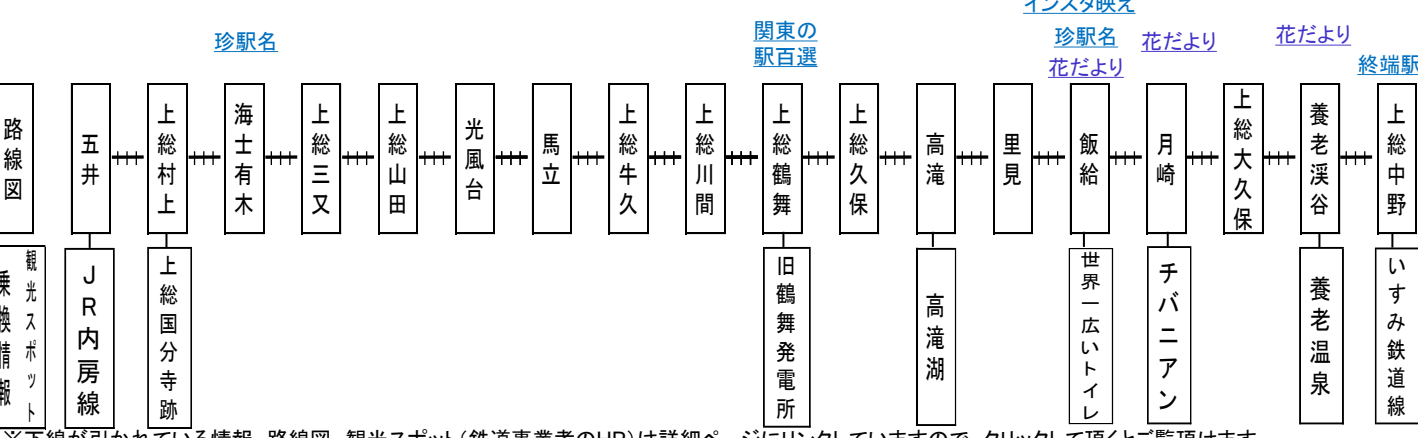 インスタ映え
珍駅名
関東の
駅百選
珍駅名
花だより
花だより
花だより
終端駅
路線図
五井
上総村上
海士有木
上総三又
上総山田
光風台
馬立
上総牛久
上総川間
上総鶴舞
上総久保
高滝
里見
飯給
月崎
上総大久保
養老渓谷
上総中野
観光スポット
乗換情報
JR内房線
上総国分寺跡
旧鶴舞発電所
高滝湖
世界一広いトイレ
チバニアン
養老温泉
いすみ鉄道線
※下線が引かれている情報、路線図、観光スポット(鉄道事業者のHP)は詳細ページにリンクしていますので、クリックして頂くとご覧頂けます